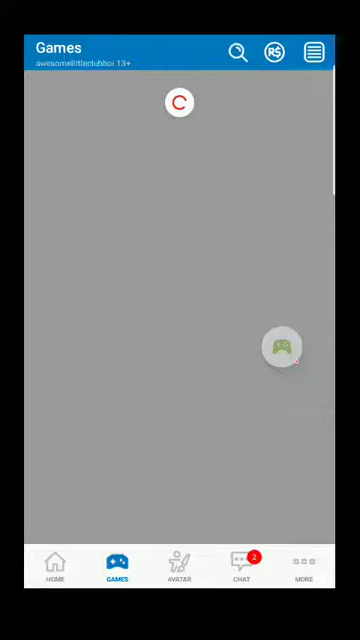 Games
awesomelittleclubboi 13+
R$
2
HOME
GAMES
AVATAR
CHAT
MORE